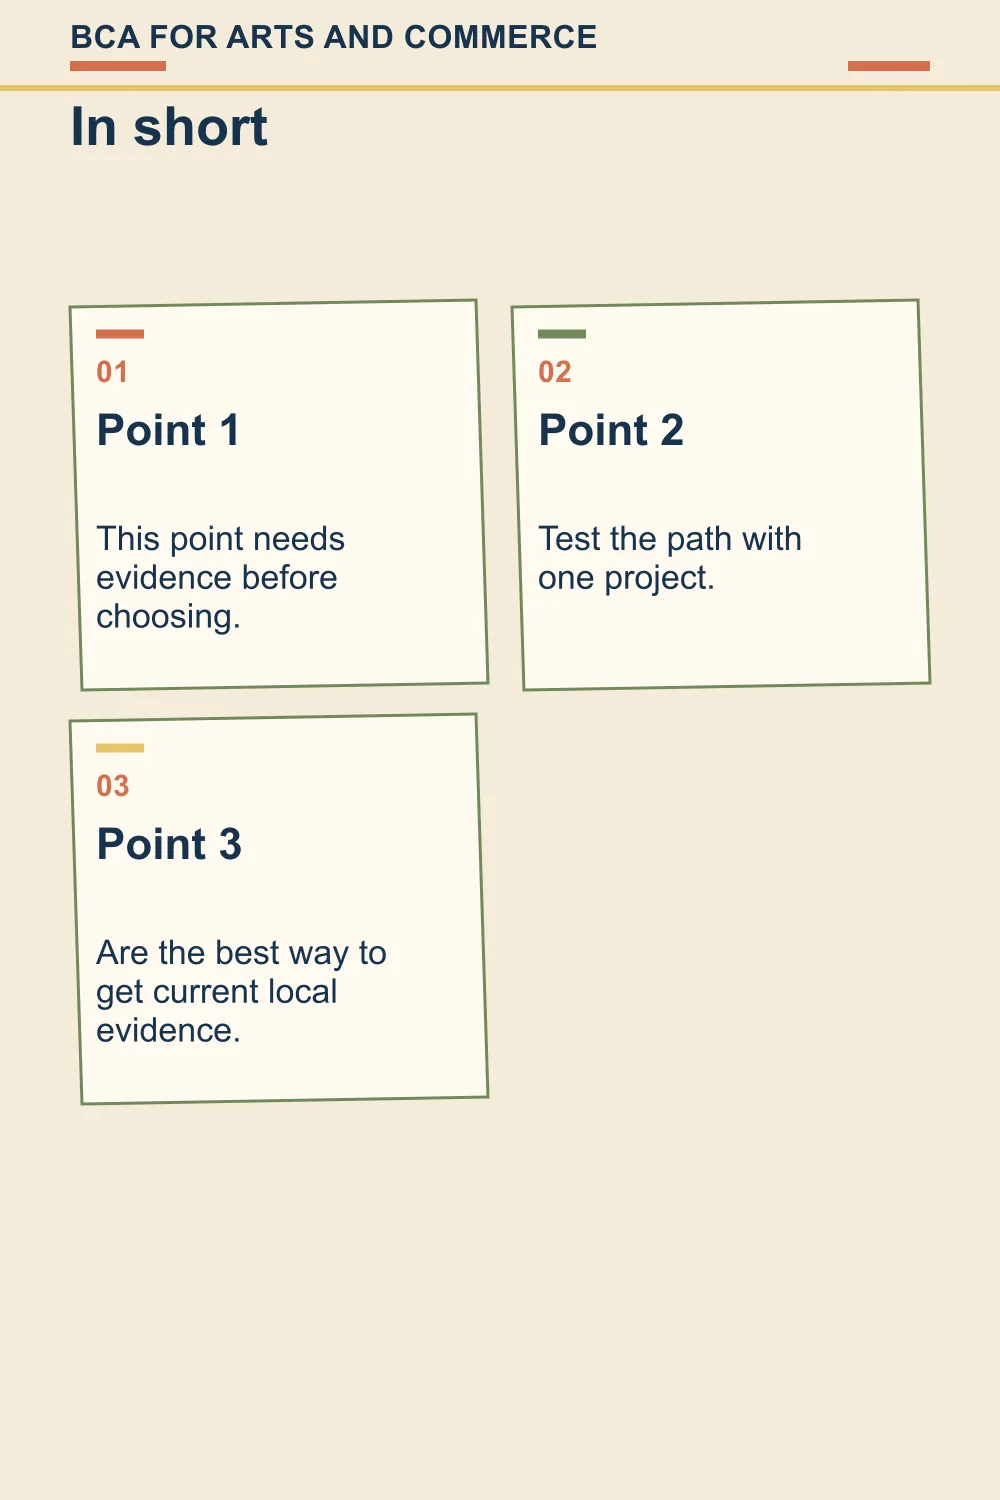 BCA FOR ARTS AND COMMERCE
In short
01
Point 1
This point needs
evidence before
choosing.
02
Point 2
Test the path with
one project.
03
Point 3
Are the best way to
get current local
evidence.